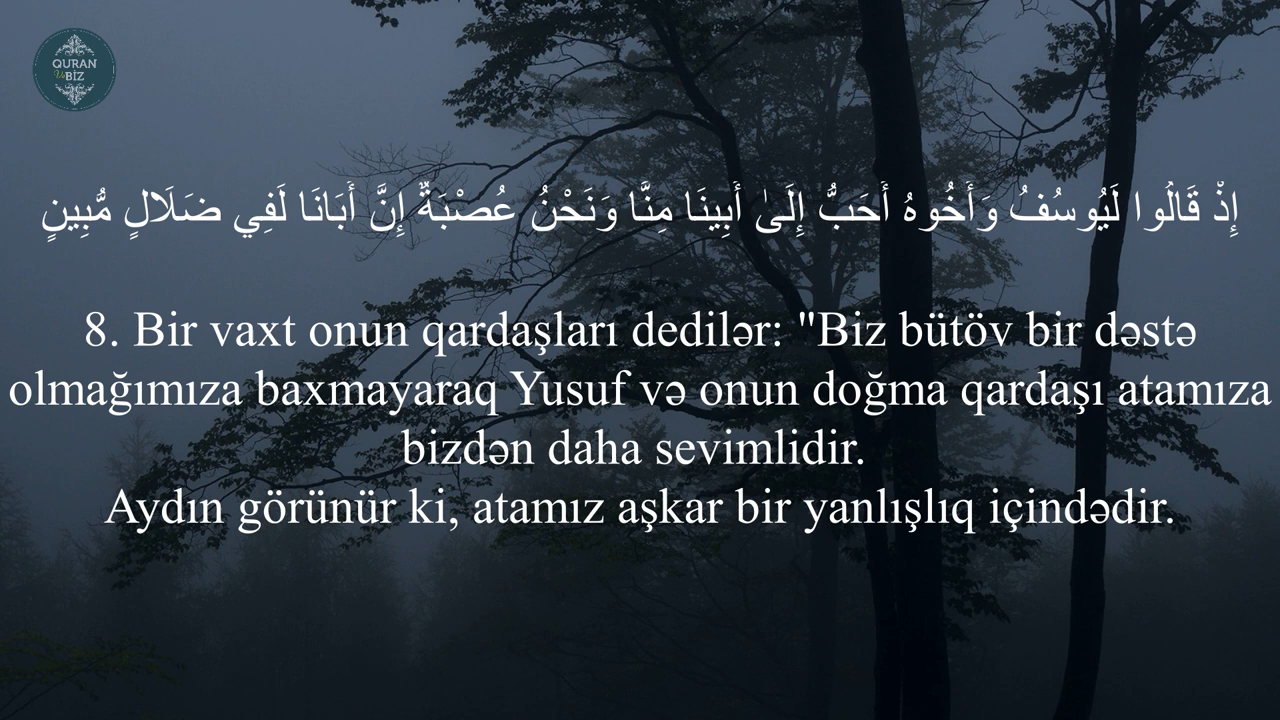 QURAN
Və BİZ
إِذْ قَالُوا لَيُوسُفُ وَأَخُوهُ أَحَبُّ إِلَىٰ أَبِينَا مِنَّا وَنَحْنُ عُصْبَةٌ إِنَّ أَبَانَا لَفِي ضَلَالٍ مُّبِينٍ
8. Bir vaxt onun qardaşları dedilər: "Biz bütöv bir dəstə
olmağımıza baxmayaraq Yusuf və onun doğma qardaşı atamıza
bizdən daha sevimlidir.
Aydın görünür ki, atamız aşkar bir yanlışlıq içindədir.